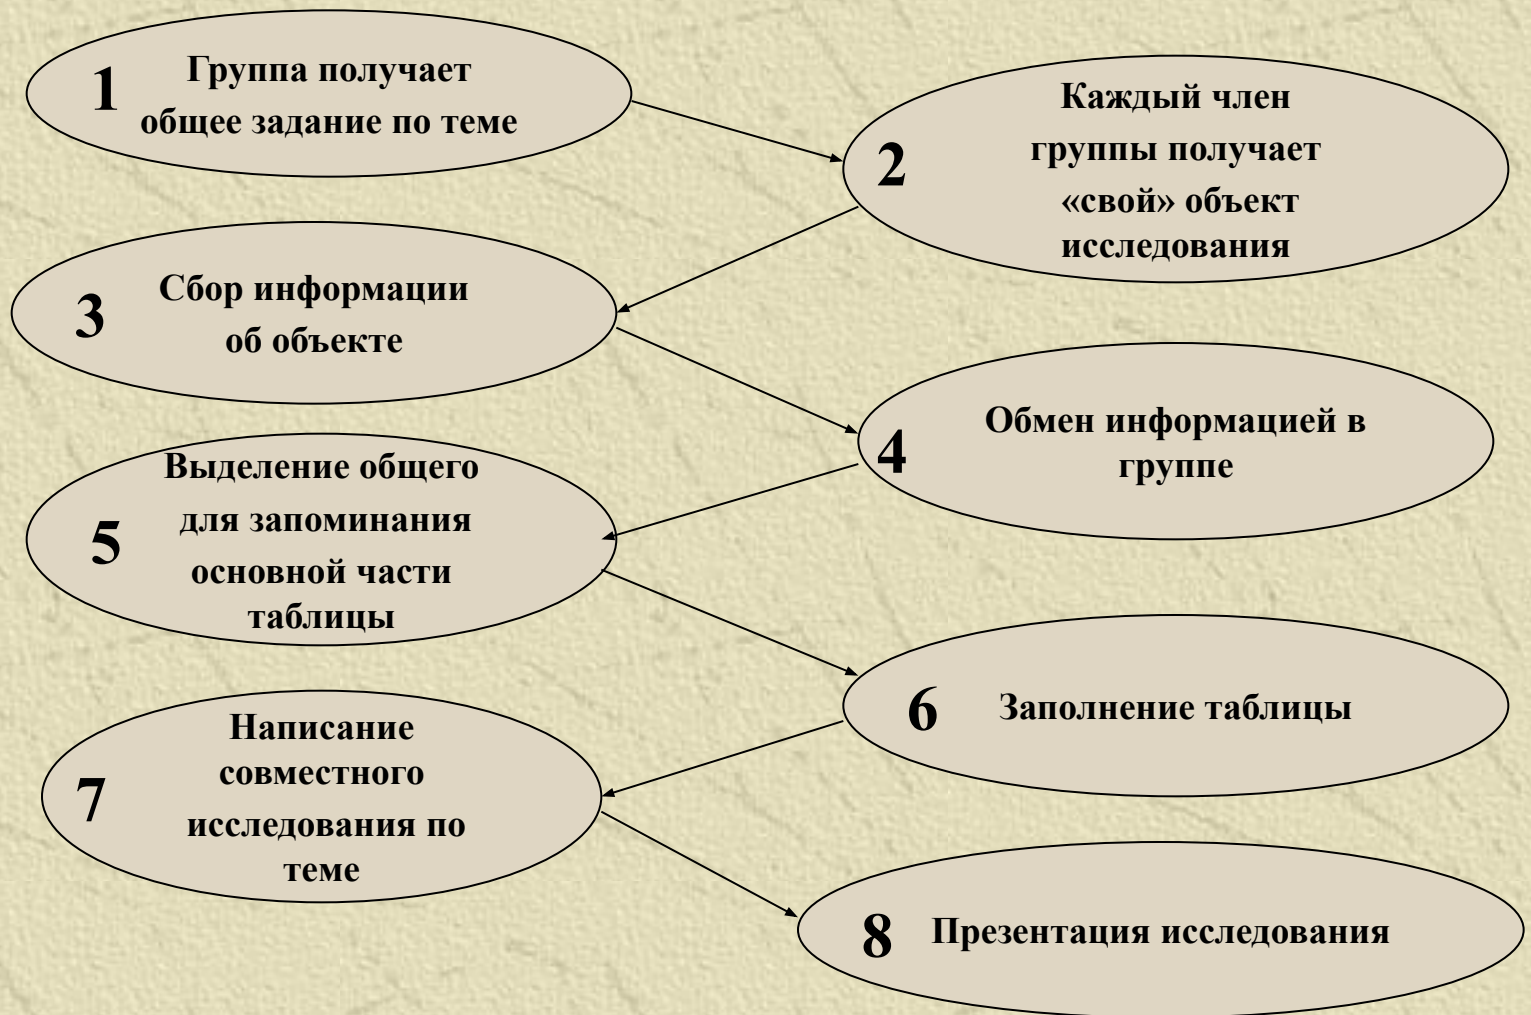 1
Группа получает
общее задание по теме
2
Каждый член
группы получает
«свой» объект
исследования
3
Сбор информации
об объекте
4
Обмен информацией в
группе
5
Выделение общего
для запоминания
основной части
таблицы
6
Заполнение таблицы
7
Написание
совместного
исследования по
теме
8
Презентация исследования